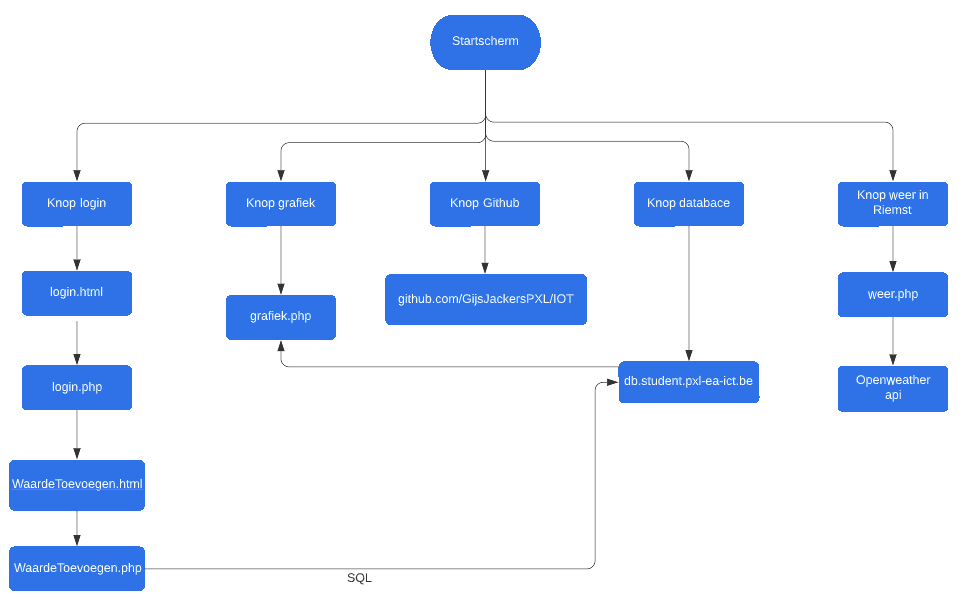 Startscherm
Knop login
Knop grafiek
Knop Github
Knop databace
Knop weer in
Riemst
login.html
github.com/GijsJackersPXL/IOT
weer.php
grafiek.php
login.php
db.student.pxl-ea-ict.be
Openweather
api
WaardeToevoegen.html
WaardeToevoegen.php
SQL